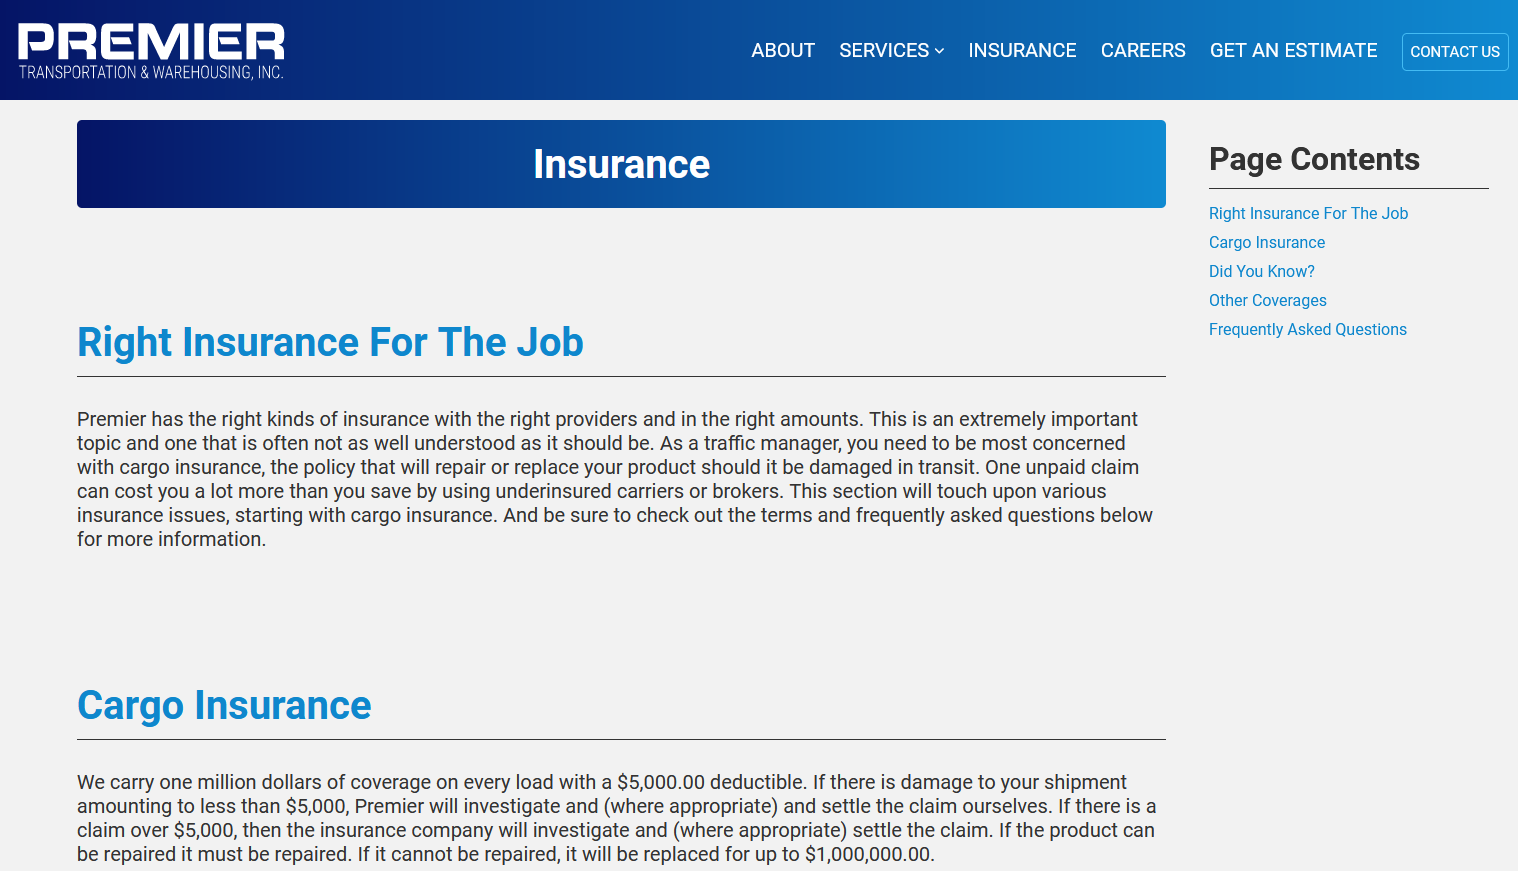 PREMIER
TRANSPORTATION & WAREHOUSING, INC.
ABOUT SERVICES INSURANCE CAREERS GET AN ESTIMATE CONTACT US
Insurance
Right Insurance For The Job
Premier has the right kinds of insurance with the right providers and in the right amounts. This is an extremely important
topic and one that is often not as well understood as it should be. As a traffic manager, you need to be most concerned
with cargo insurance, the policy that will repair or replace your product should it be damaged in transit. One unpaid claim
can cost you a lot more than you save by using underinsured carriers or brokers. This section will touch upon various
insurance issues, starting with cargo insurance. And be sure to check out the terms and frequently asked questions below
for more information.
Cargo Insurance
We carry one million dollars of coverage on every load with a $5,000.00 deductible. If there is damage to your shipment
amounting to less than $5,000, Premier will investigate and (where appropriate) and settle the claim ourselves. If there is a
claim over $5,000, then the insurance company will investigate and (where appropriate) settle the claim. If the product can
be repaired it must be repaired. If it cannot be repaired, it will be replaced for up to $1,000,000.00.
Page Contents
Right Insurance For The Job
Cargo Insurance
Did You Know?
Other Coverages
Frequently Asked Questions